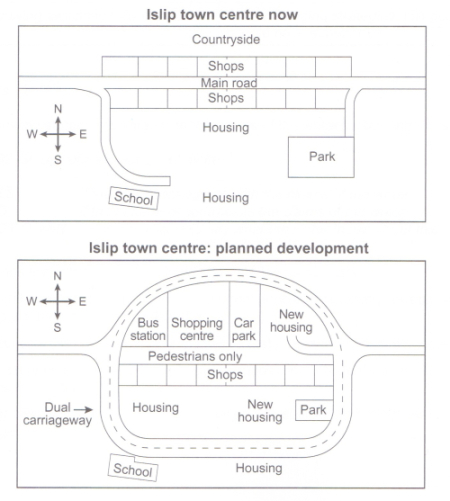 Islip town centre now
Countryside
Shops
Main road
Shops
N
W E
S
Housing
Park
School
Housing
Islip town centre: planned development
N
W E
S
Bus
station
Shopping
centre
Car
park
New
housing
Pedestrians only
Shops
Dual
carriageway
Housing
New
housing
Park
School
Housing